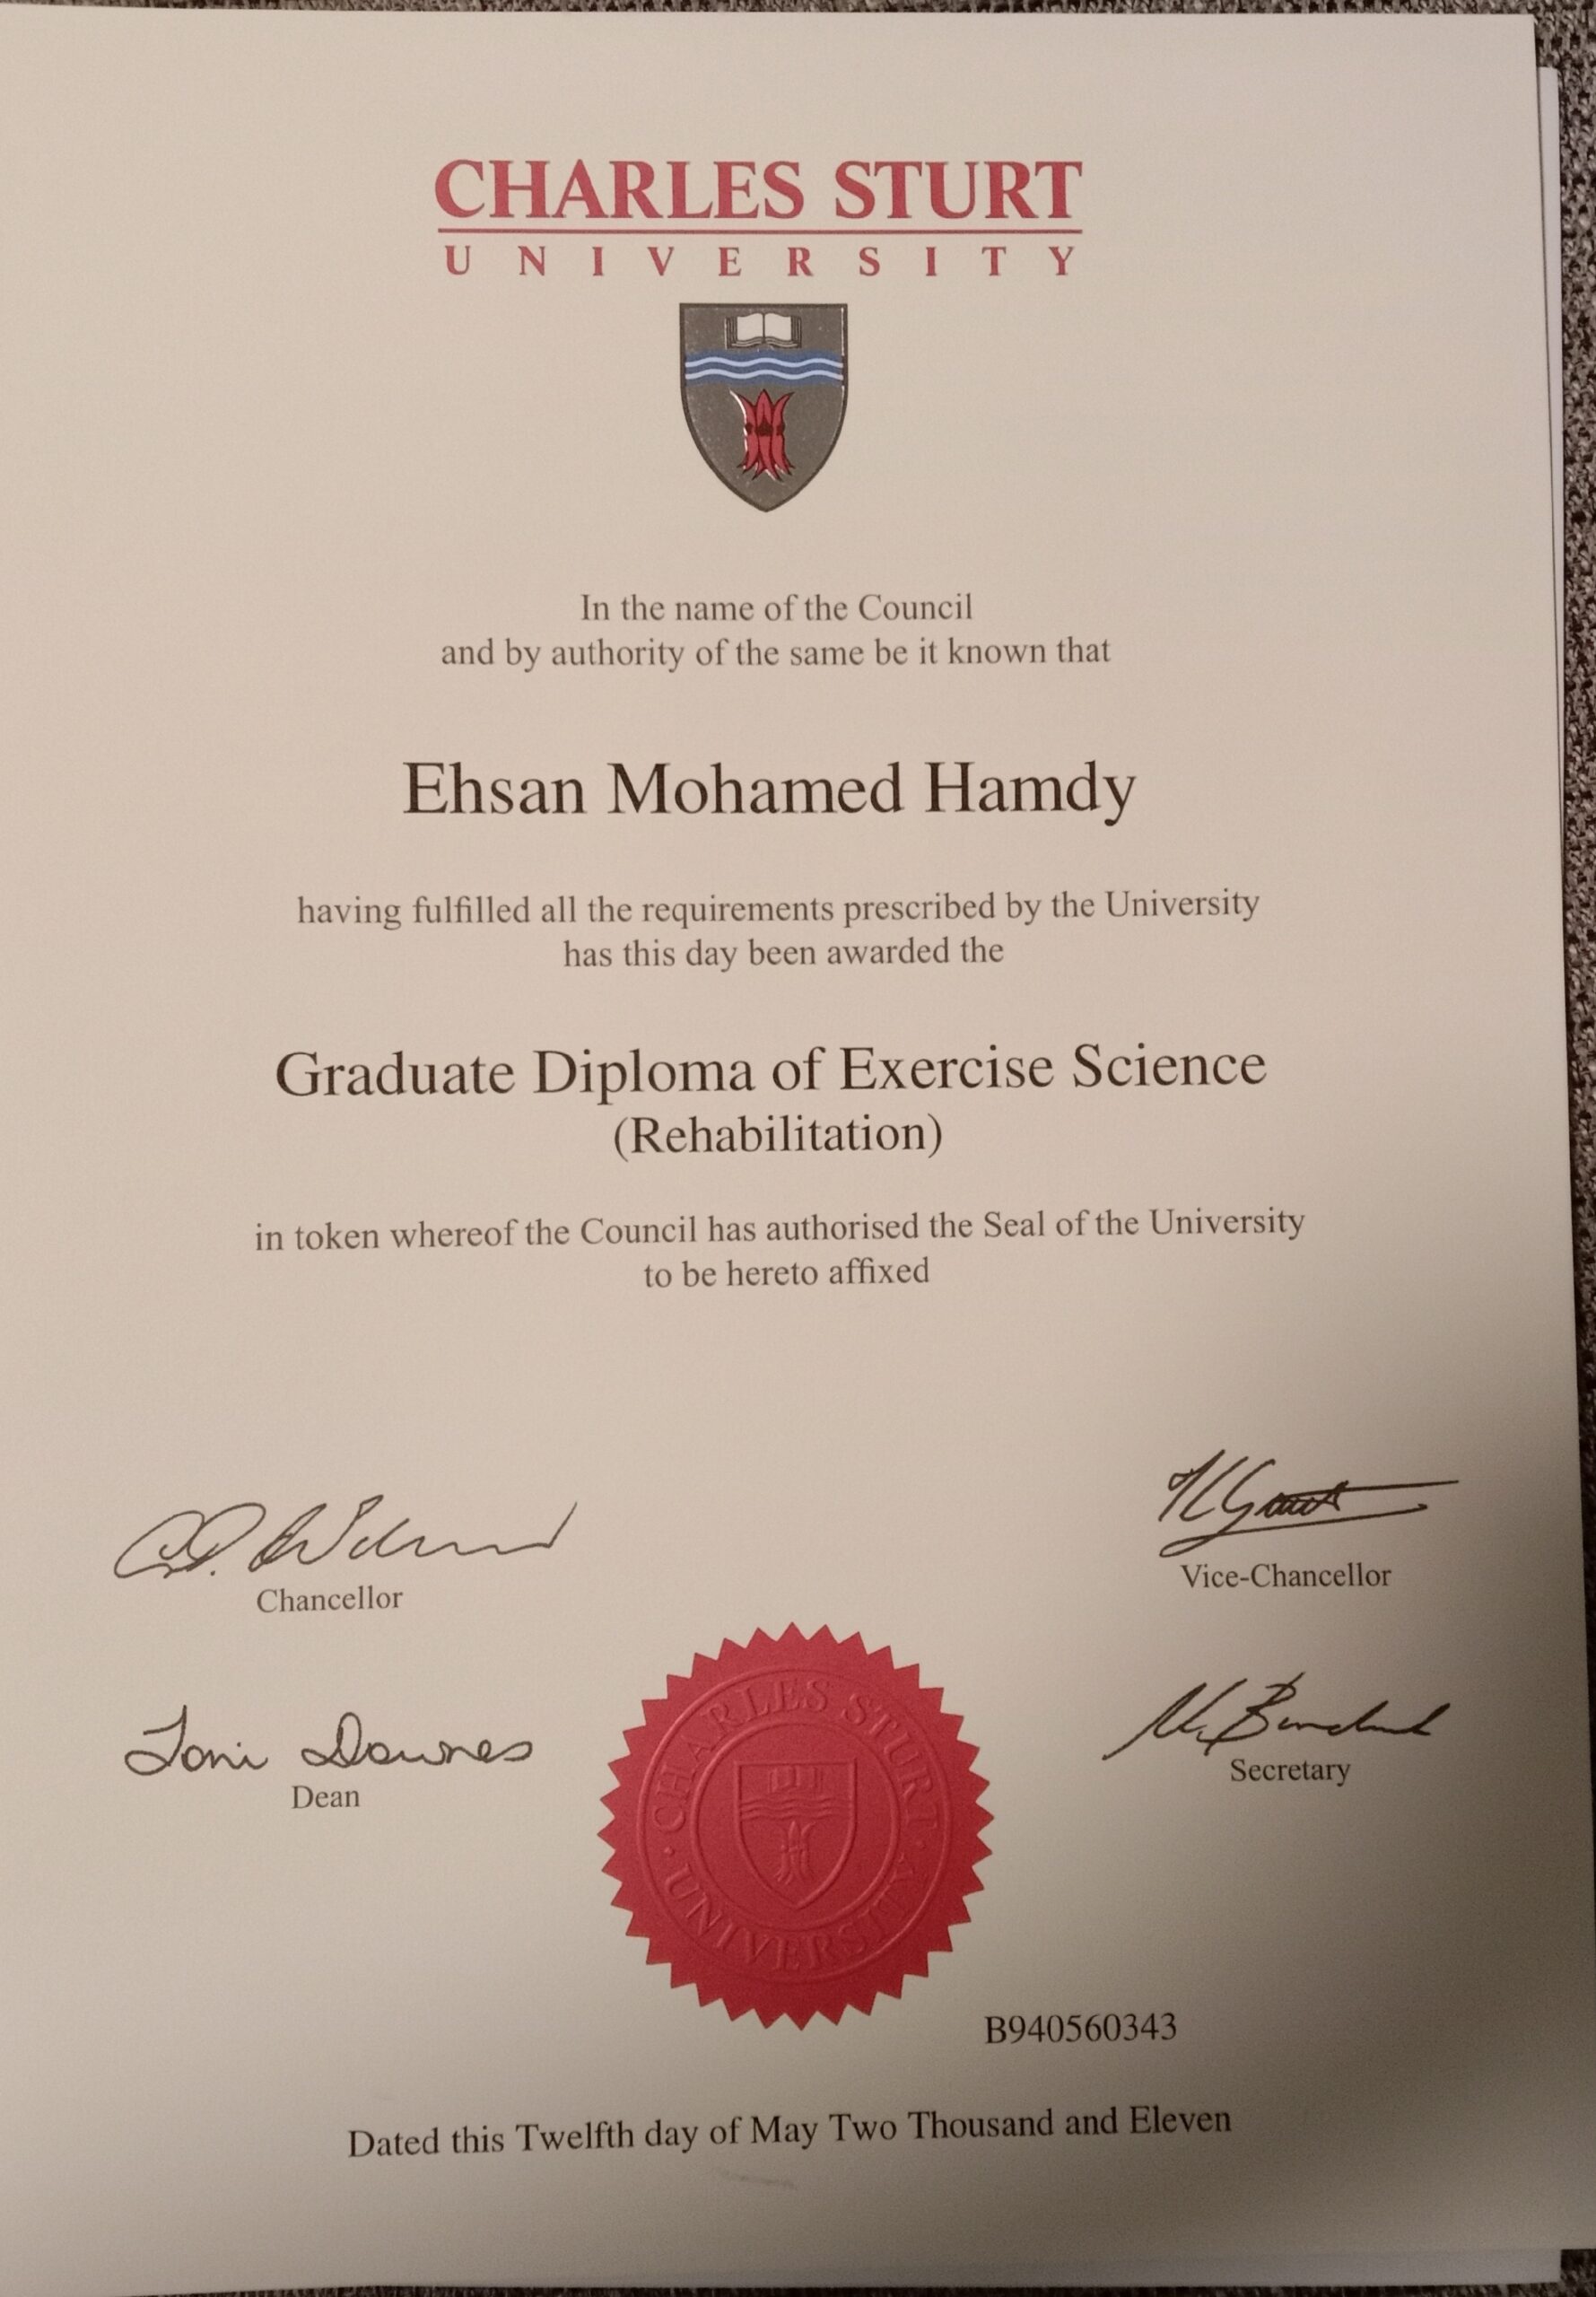 CHARLES STURT
UNIVERSITY
In the name of the Council
and by authority of the same be it known that
Ehsan Mohamed Hamdy
having fulfilled all the requirements prescribed by the University
has this day been awarded the
Graduate Diploma of Exercise Science
(Rehabilitation)
in token whereof the Council has authorised the Seal of the University
to be hereto affixed
Chancellor
Vice-Chancellor
Toni Downes
Dean
Secretary
CHARLES STURT
UNIVERSITY
B940560343
Dated this Twelfth day of May Two Thousand and Eleven